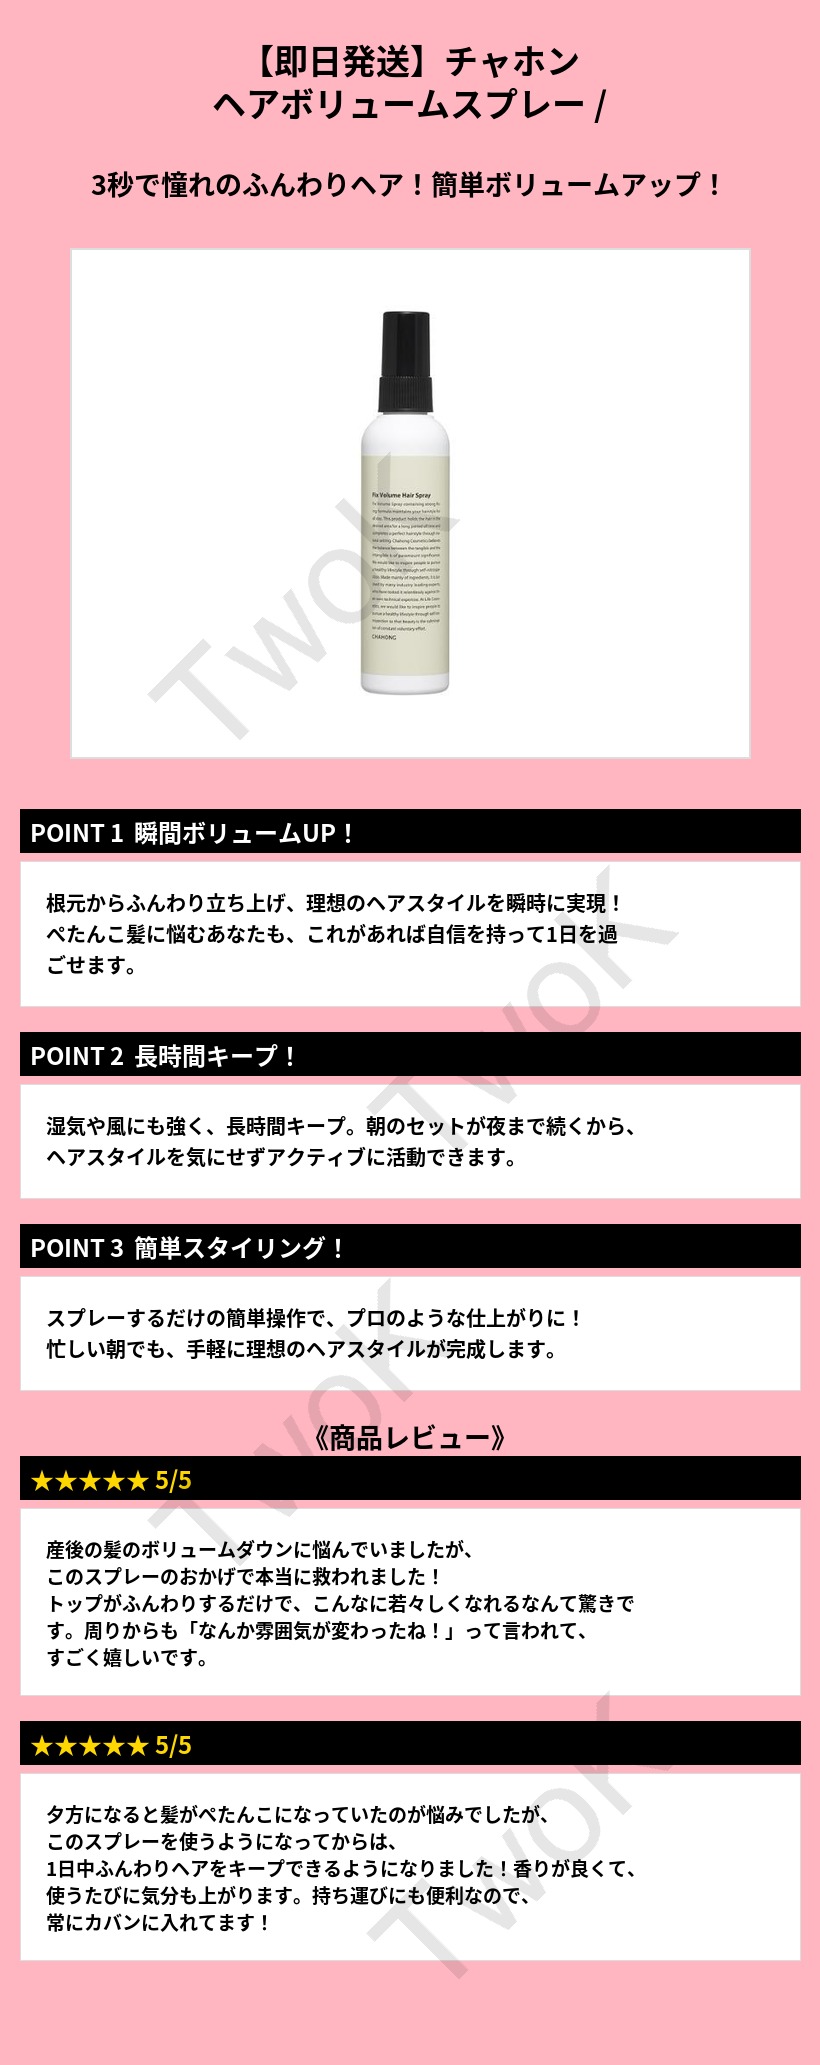 【即日発送】チャホン
ヘアボリュームスプレー /
3秒で憧れのふんわりヘア！簡単ボリュームアップ！
Fix Volume Hair Spray
CHAHONG
TwoK
POINT 1 瞬間ボリュームUP！
根元からふんわり立ち上げ、理想のヘアスタイルを瞬時に実現！
ぺたんこ髪に悩むあなたも、これがあれば自信を持って1日を過
ごせます。
TwoK
POINT 2 長時間キープ！
湿気や風にも強く、長時間キープ。朝のセットが夜まで続くから、
ヘアスタイルを気にせずアクティブに活動できます。
POINT 3 簡単スタイリング！
スプレーするだけの簡単操作で、プロのような仕上がりに！
忙しい朝でも、手軽に理想のヘアスタイルが完成します。
TwoK
《商品レビュー》
★★★★★ 5/5
産後の髪のボリュームダウンに悩んでいましたが、
このスプレーのおかげで本当に救われました！
トップがふんわりするだけで、こんなに若々しくなれるなんて驚きで
す。周りからも「なんか雰囲気が変わったね！」って言われて、
すごく嬉しいです。
★★★★★ 5/5
夕方になると髪がぺたんこになっていたのが悩みでしたが、
このスプレーを使うようになってからは、
1日中ふんわりヘアをキープできるようになりました！香りが良くて、
使うたびに気分も上がります。持ち運びにも便利なので、
常にカバンに入れてます！
TwoK